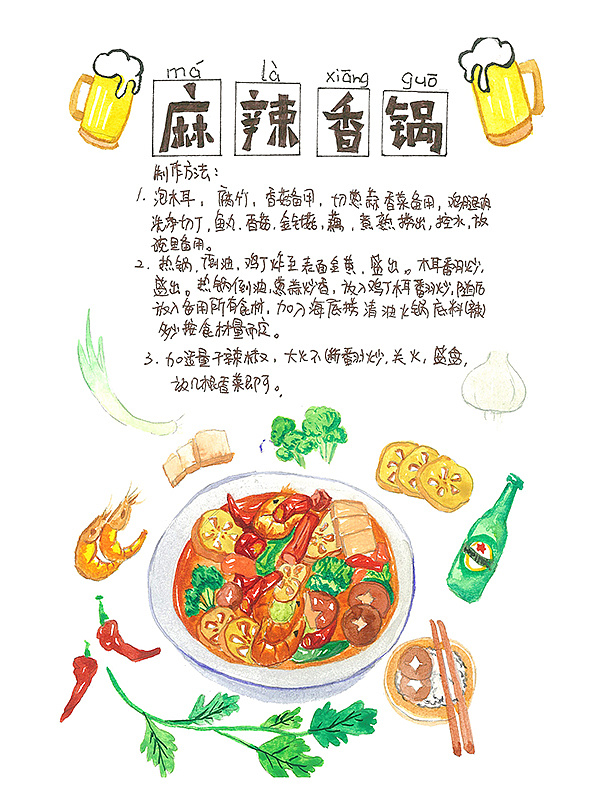 má là xiāng guō
麻辣香锅
制作方法：
1. 泡木耳，腐竹，香菇备用，切葱蒜香菜备用，鸡腿肉
洗净切丁，鱼丸，香菇，金针菇，藕，煮熟捞出，控水，放
碗里备用。
2. 热锅，倒油，鸡丁炸至表面金黄，盛出。木耳翻炒，
盛出。热锅倒油，葱蒜炒香，放入鸡丁木耳翻炒，随后
放入备用所有食材，加入海底捞清油火锅底料（辣）
多少按食材量而定。
3. 加适量干辣椒，大火不断翻炒，关火，盛盘，
放几根香菜即可。